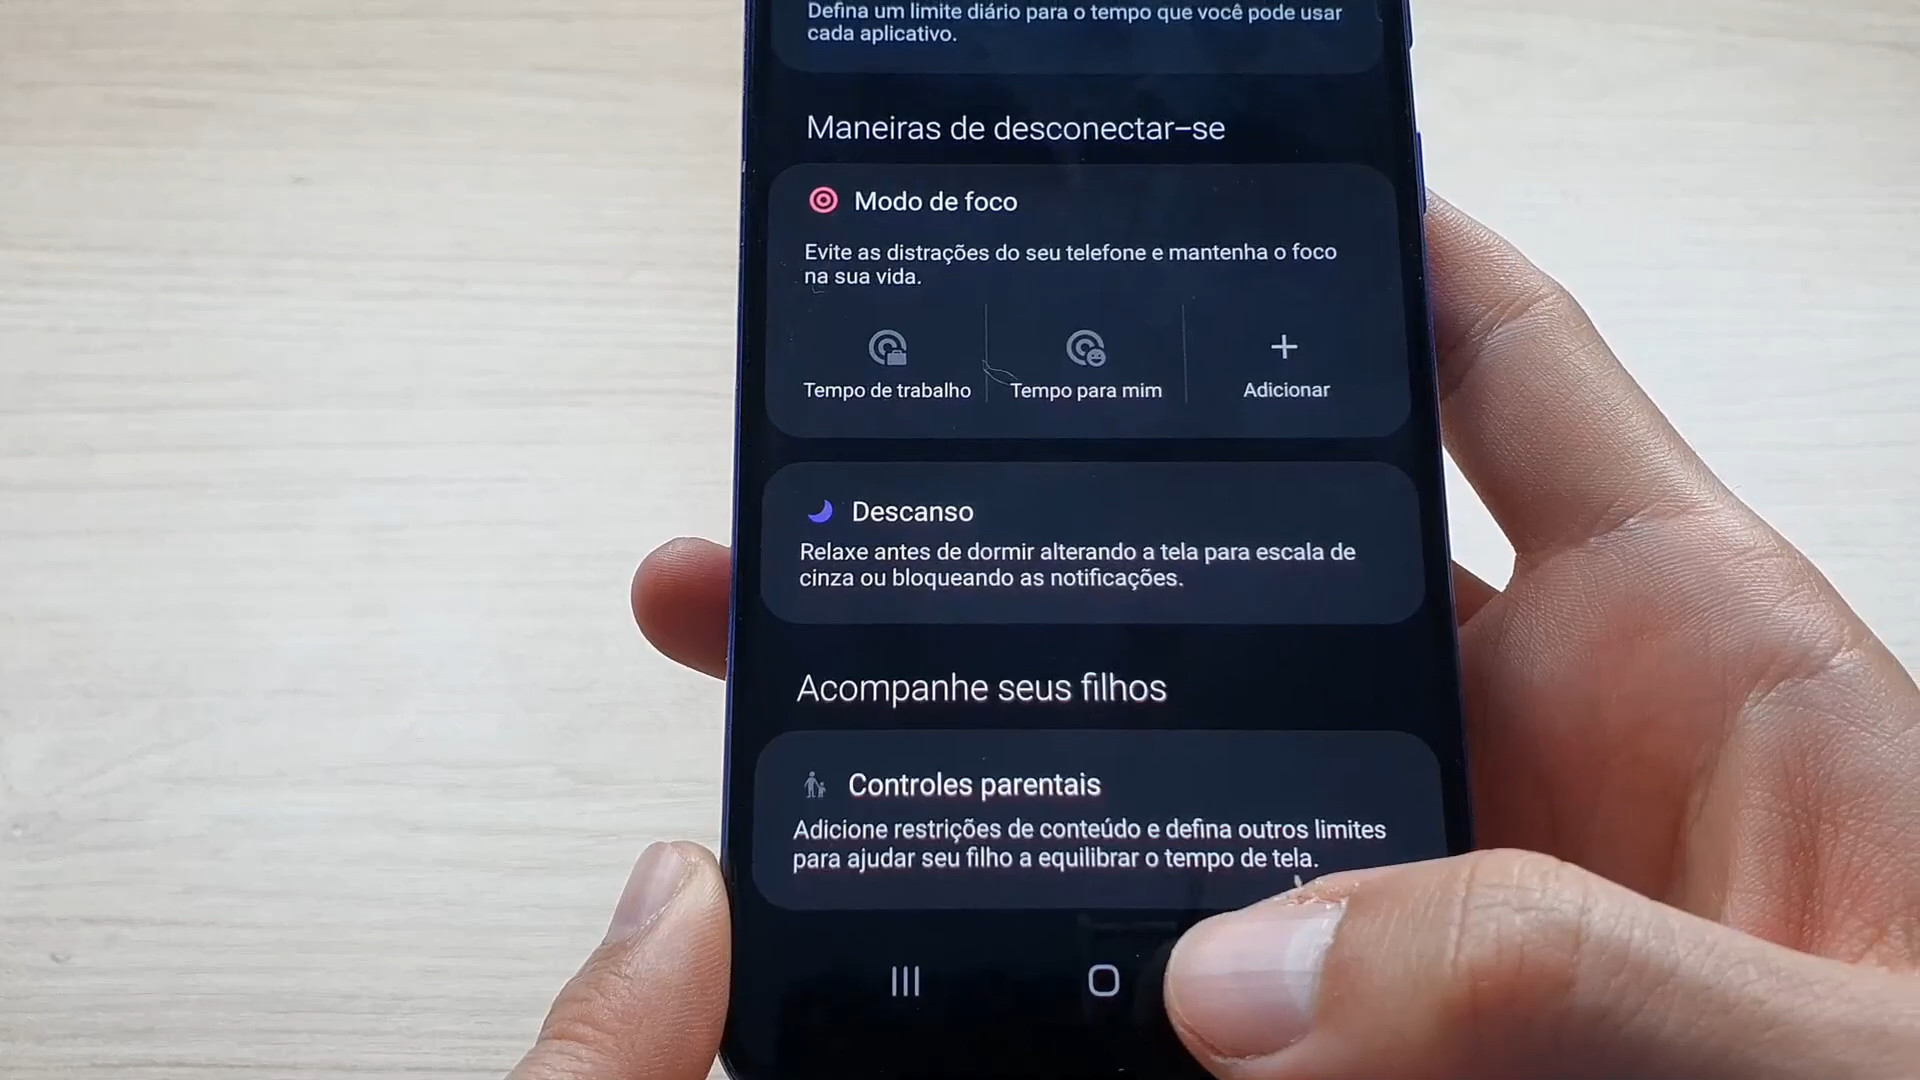 Defina um limite diário para o tempo que você pode usar
cada aplicativo.
Maneiras de desconectar-se
Modo de foco
Evite as distrações do seu telefone e mantenha o foco
na sua vida.
Tempo de trabalho
Tempo para mim
Adicionar
Descanso
Relaxe antes de dormir alterando a tela para escala de
cinza ou bloqueando as notificações.
Acompanhe seus filhos
Controles parentais
Adicione restrições de conteúdo e defina outros limites
para ajudar seu filho a equilibrar o tempo de tela.